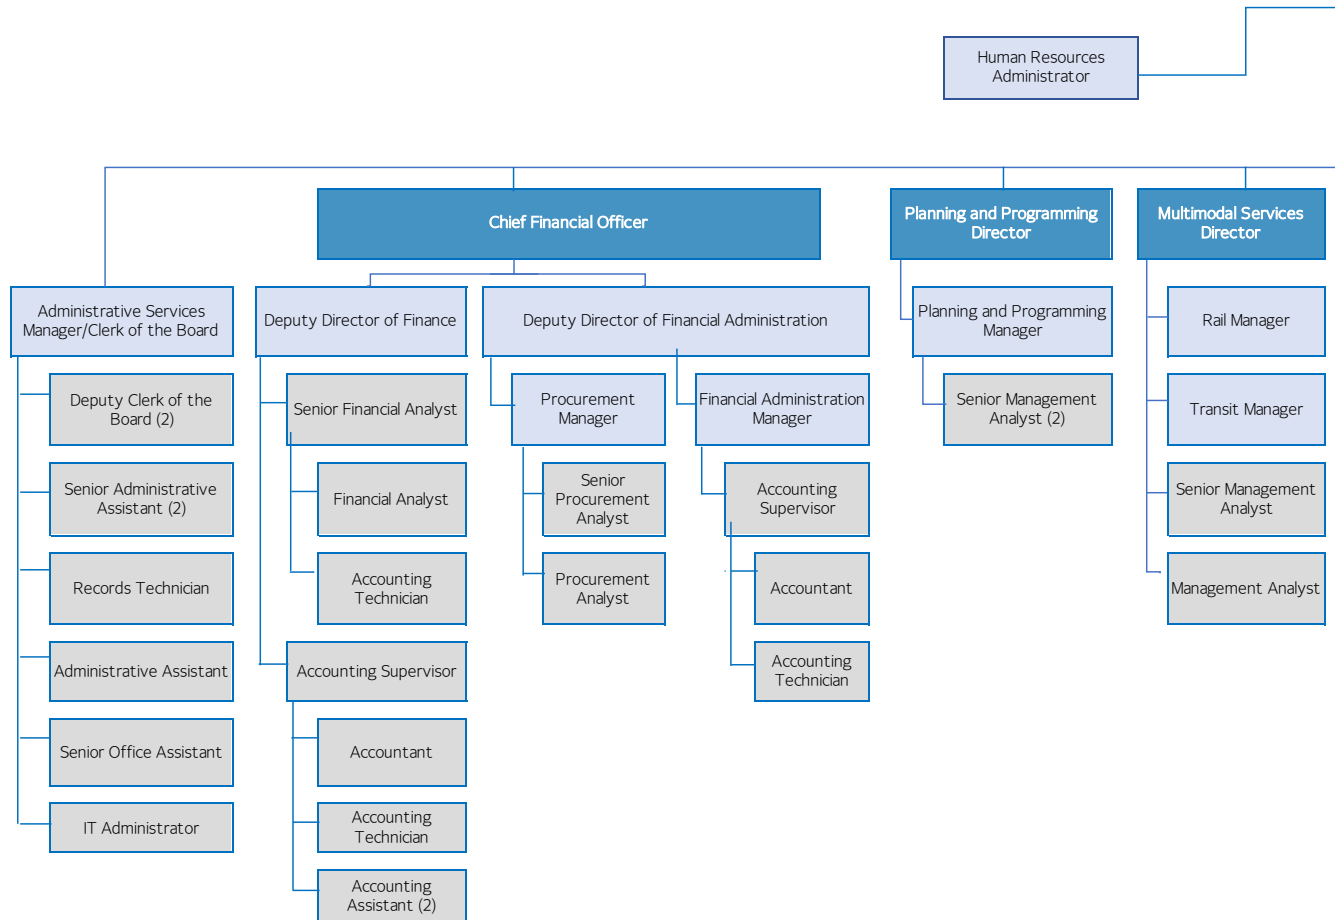 Human Resources
Administrator
Chief Financial Officer
Planning and Programming
Director
Multimodal Services
Director
Administrative Services
Manager/Clerk of the Board
Deputy Director of Finance
Deputy Director of Financial Administration
Planning and Programming
Manager
Rail Manager
Deputy Clerk of the
Board (2)
Senior Financial Analyst
Procurement
Manager
Financial Administration
Manager
Senior Management
Analyst (2)
Transit Manager
Senior Administrative
Assistant (2)
Financial Analyst
Senior
Procurement
Analyst
Accounting
Supervisor
Senior Management
Analyst
Records Technician
Accounting
Technician
Procurement
Analyst
Accountant
Management Analyst
Administrative Assistant
Accounting Supervisor
Accounting
Technician
Senior Office Assistant
Accountant
IT Administrator
Accounting
Technician
Accounting
Assistant (2)